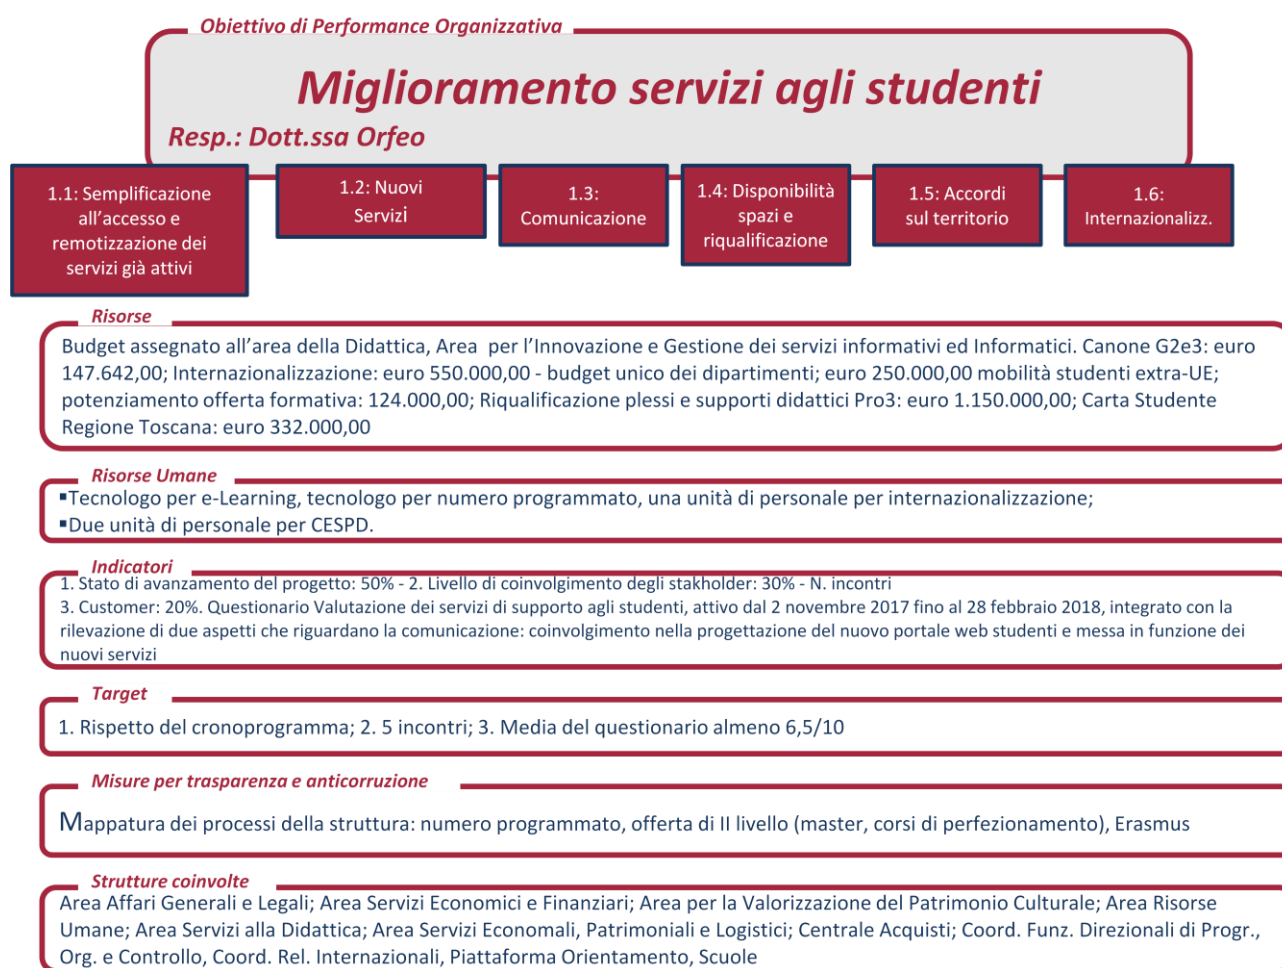 Obiettivo di Performance Organizzativa
Miglioramento servizi agli studenti
Resp.: Dott.ssa Orfeo
1.1: Semplificazione
all’accesso e
remotizzazione dei
servizi già attivi
1.2: Nuovi
Servizi
1.3:
Comunicazione
1.4: Disponibilità
spazi e
riqualificazione
1.5: Accordi
sul territorio
1.6:
Internazionalizz.
Risorse
Budget assegnato all’area della Didattica, Area per l’Innovazione e Gestione dei servizi informativi ed Informatici. Canone G2e3: euro
147.642,00; Internazionalizzazione: euro 550.000,00 - budget unico dei dipartimenti; euro 250.000,00 mobilità studenti extra-UE;
potenziamento offerta formativa: 124.000,00; Riqualificazione plessi e supporti didattici Pro3: euro 1.150.000,00; Carta Studente
Regione Toscana: euro 332.000,00
Risorse Umane
▪Tecnologo per e-Learning, tecnologo per numero programmato, una unità di personale per internazionalizzazione;
▪Due unità di personale per CESPD.
Indicatori
1. Stato di avanzamento del progetto: 50% - 2. Livello di coinvolgimento degli stakholder: 30% - N. incontri
3. Customer: 20%. Questionario Valutazione dei servizi di supporto agli studenti, attivo dal 2 novembre 2017 fino al 28 febbraio 2018, integrato con la
rilevazione di due aspetti che riguardano la comunicazione: coinvolgimento nella progettazione del nuovo portale web studenti e messa in funzione dei
nuovi servizi
Target
1. Rispetto del cronoprogramma; 2. 5 incontri; 3. Media del questionario almeno 6,5/10
Misure per trasparenza e anticorruzione
Mappatura dei processi della struttura: numero programmato, offerta di II livello (master, corsi di perfezionamento), Erasmus
Strutture coinvolte
Area Affari Generali e Legali; Area Servizi Economici e Finanziari; Area per la Valorizzazione del Patrimonio Culturale; Area Risorse
Umane; Area Servizi alla Didattica; Area Servizi Economali, Patrimoniali e Logistici; Centrale Acquisti; Coord. Funz. Direzionali di Progr.,
Org. e Controllo, Coord. Rel. Internazionali, Piattaforma Orientamento, Scuole